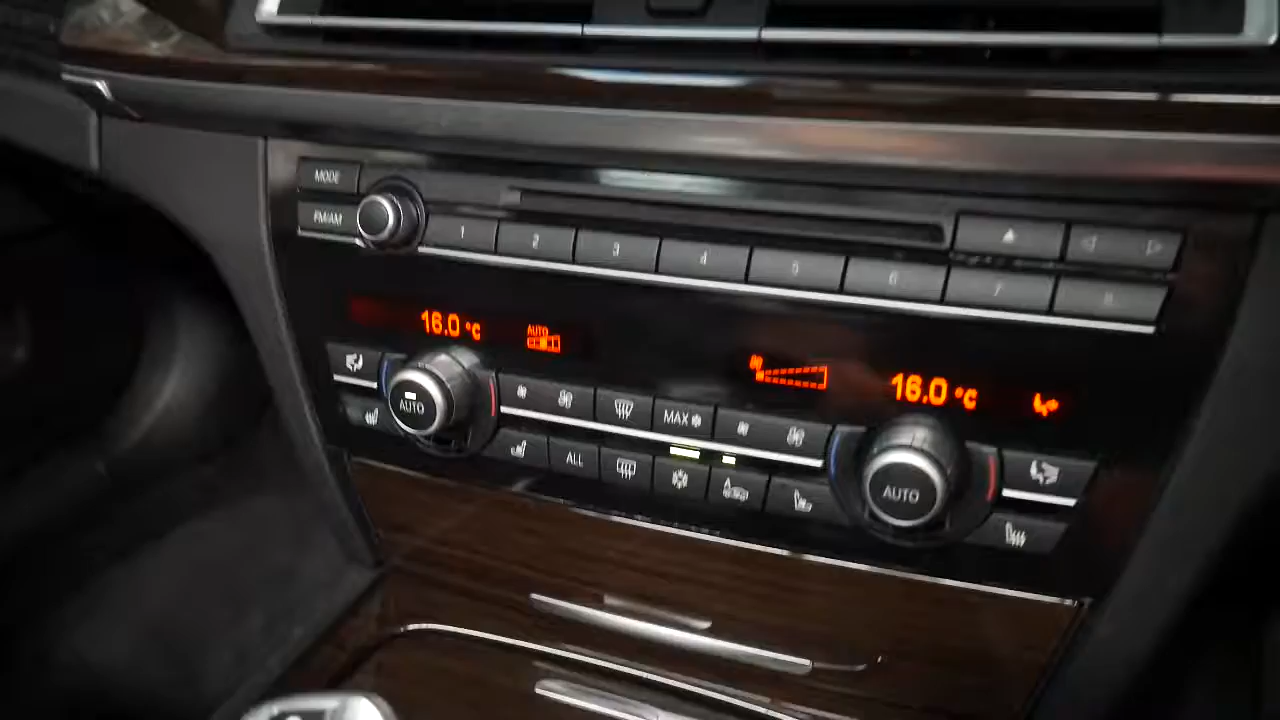 MODE
FM/AM
1 2 3 4 5 6 7 8
16.0 °C AUTO
16.0 °C
AUTO
MAX
ALL
A
AUTO